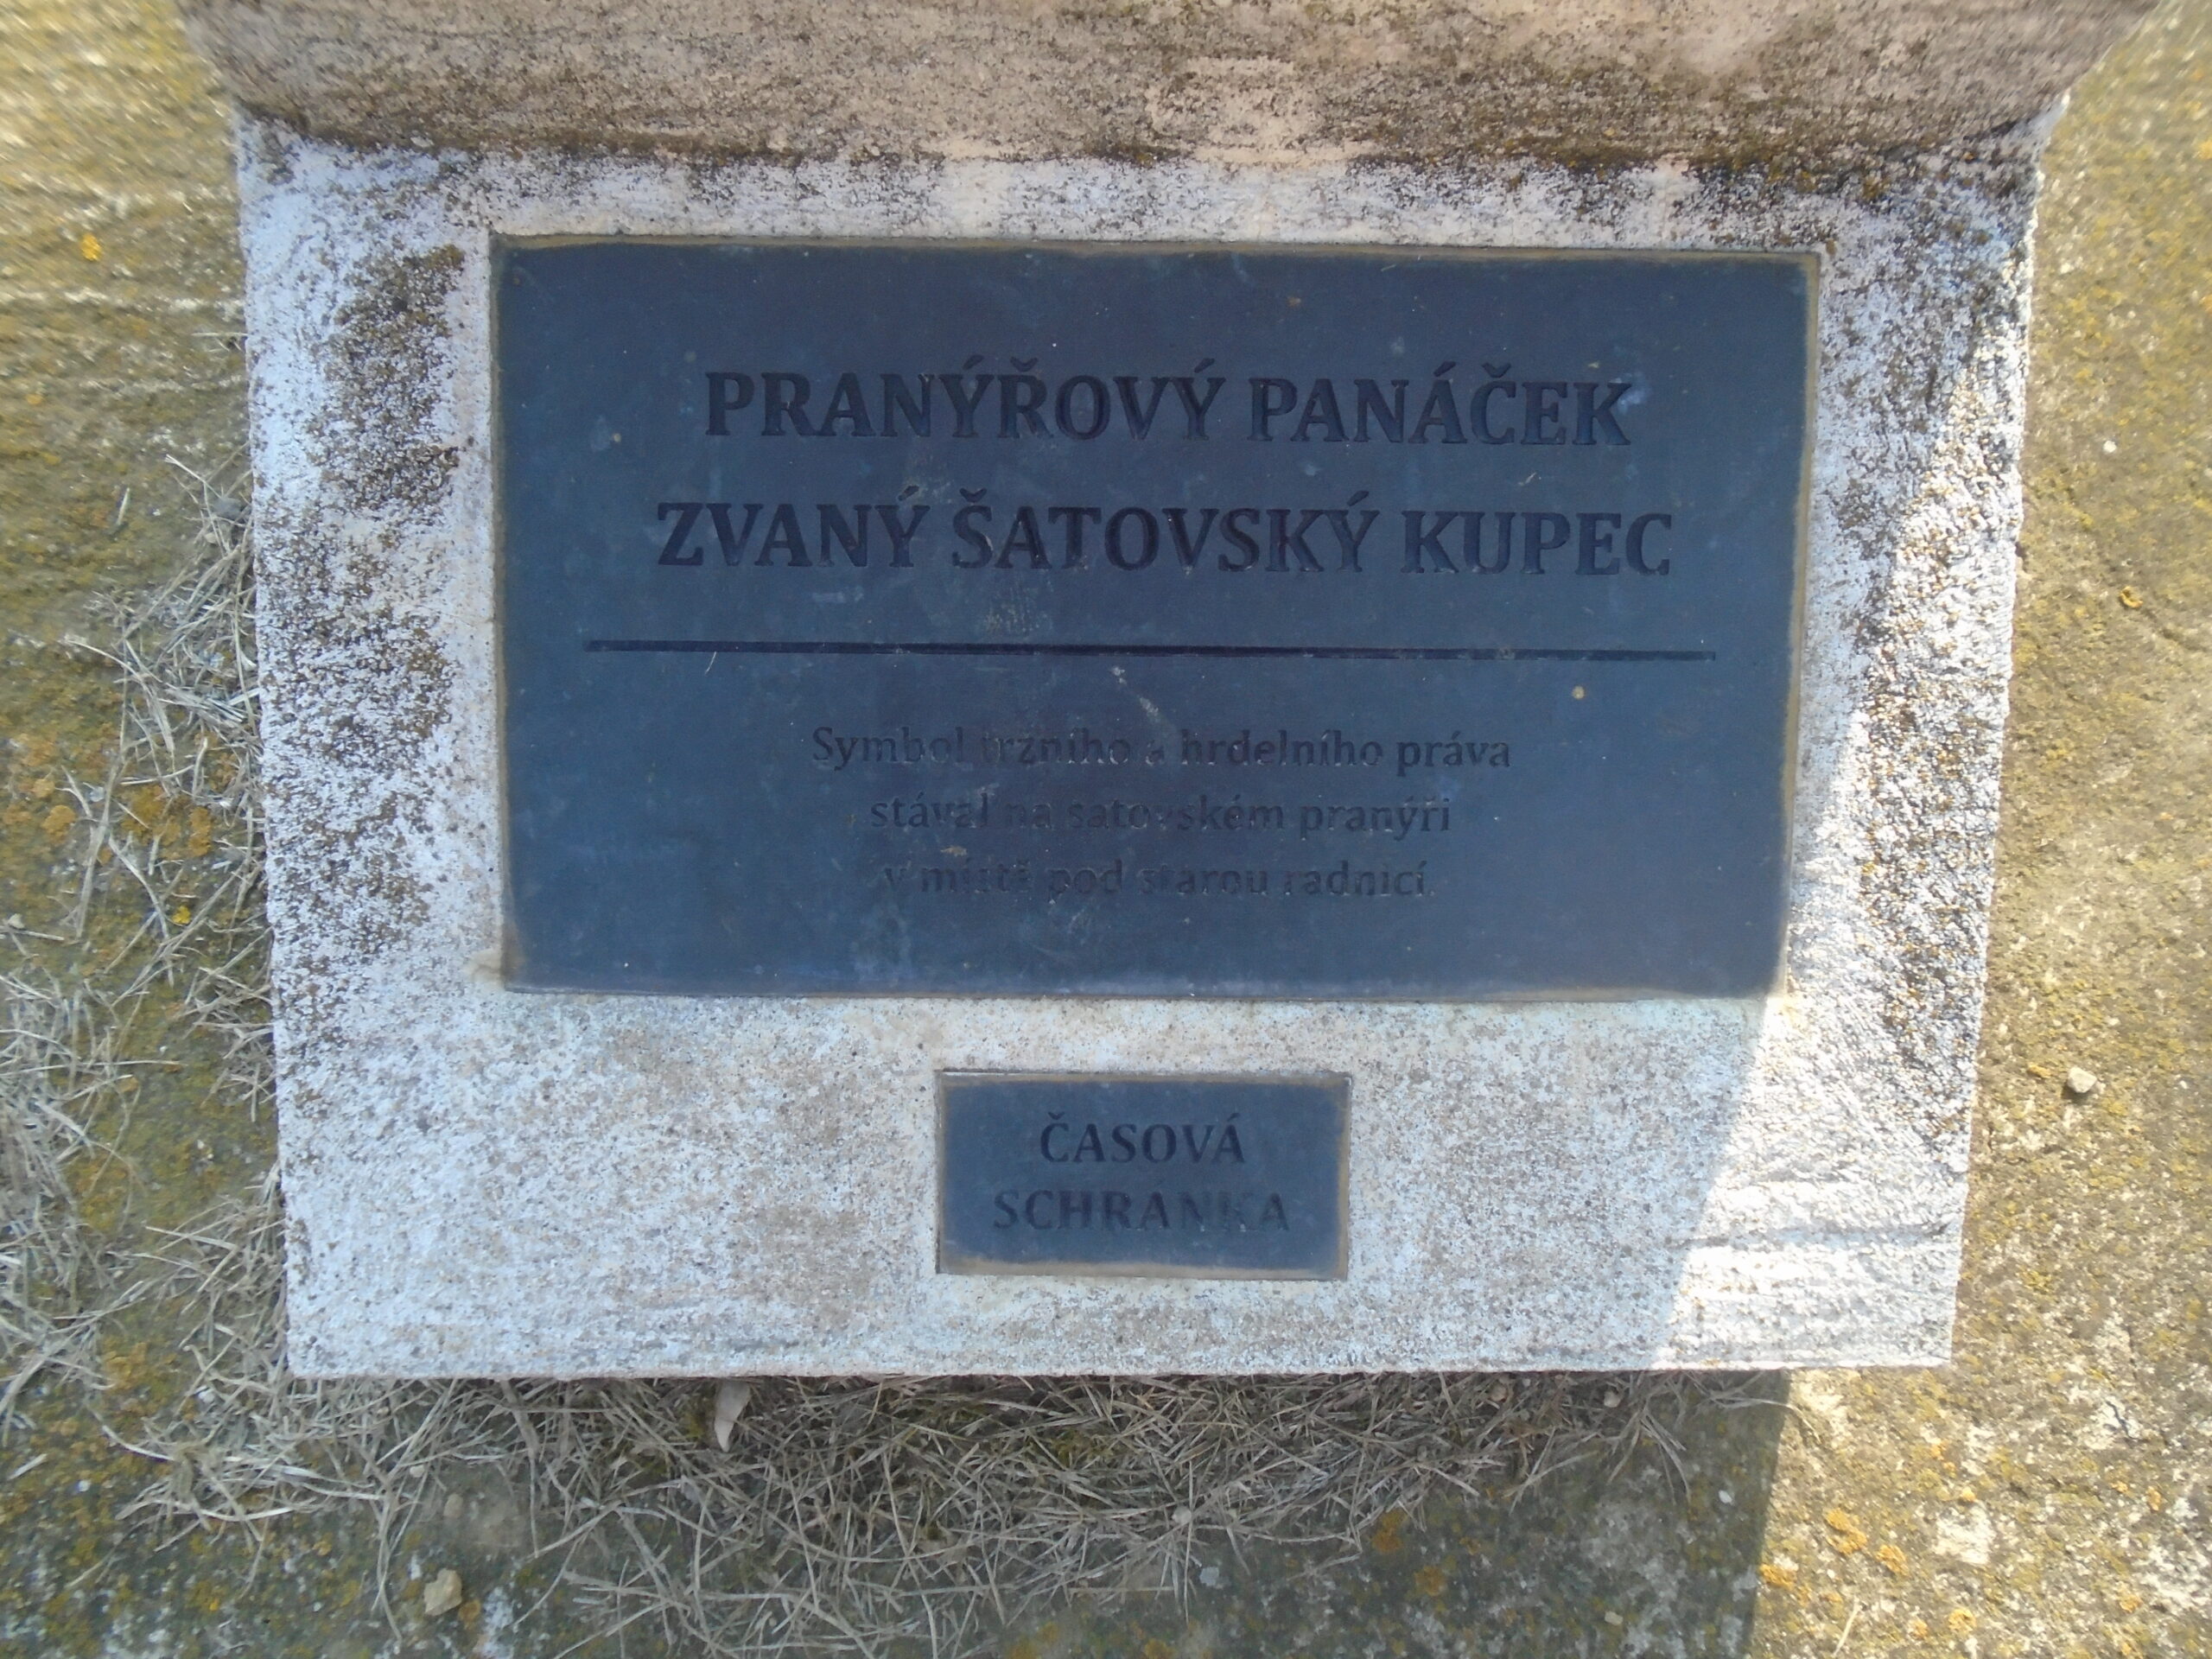 PRANÝŘOVÝ PANÁČEK
ZVANÝ ŠATOVSKÝ KUPEC
Symbol tržního a hrdelního práva
stával na šatovském pranýři
v místě pod starou radnicí.
ČASOVÁ
SCHRÁNKA